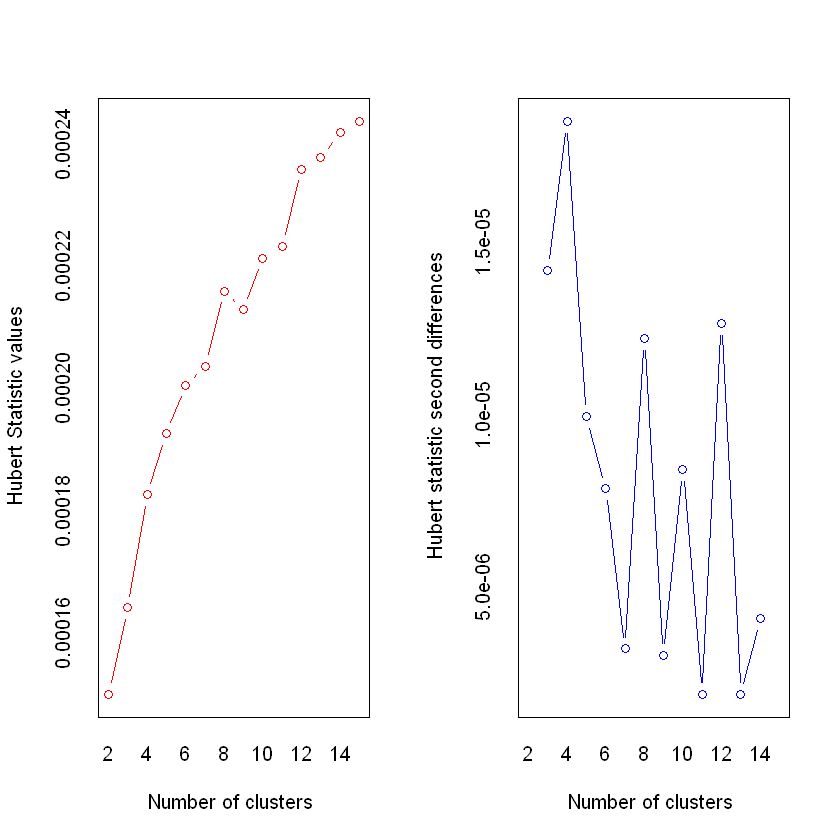 Hubert Statistic values
0.00024
0.00022
0.00020
0.00018
0.00016
2 4 6 8 10 12 14
Number of clusters
Hubert statistic second differences
1.5e-05
1.0e-05
5.0e-06
2 4 6 8 10 12 14
Number of clusters